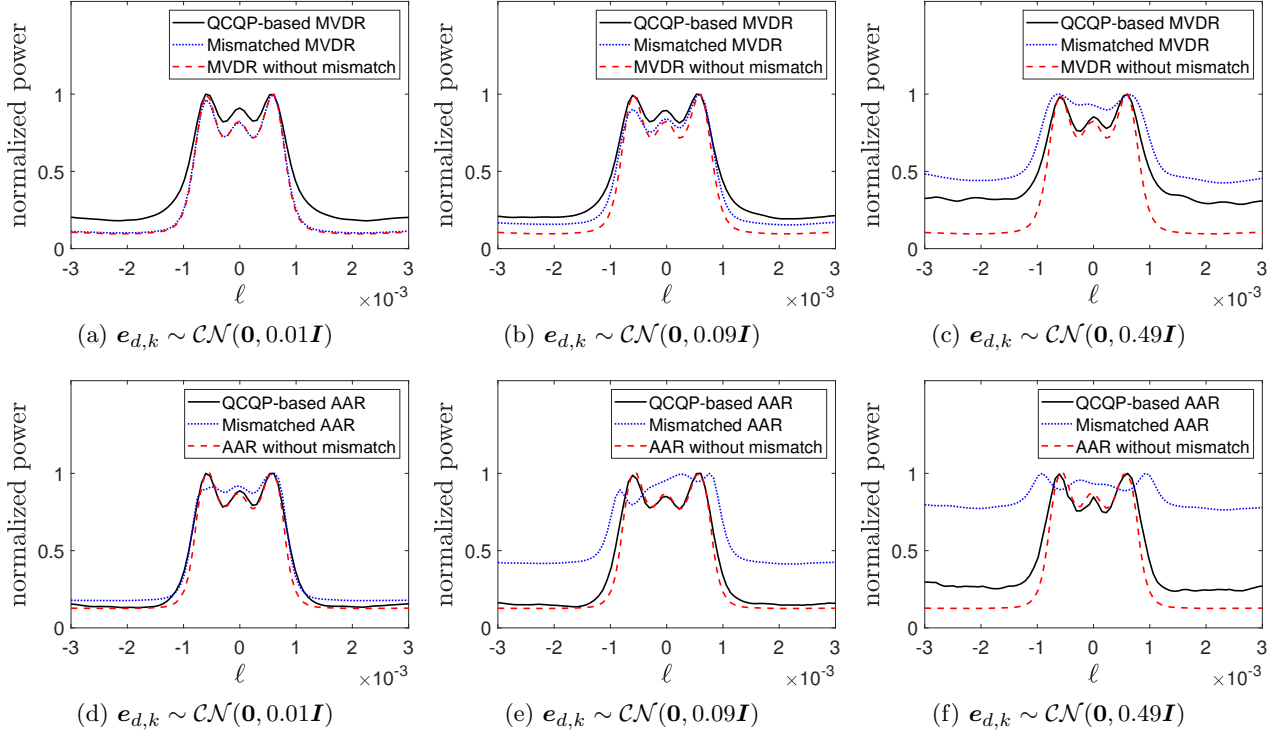 QCQP-based MVDR
Mismatched MVDR
MVDR without mismatch
normalized power
1
0.5
0
-3 -2 -1 0 1 2 3
ℓ
×10⁻³
(a) e_{d,k} ∼ 𝒞𝒩(0, 0.01I)
QCQP-based MVDR
Mismatched MVDR
MVDR without mismatch
normalized power
1
0.5
0
-3 -2 -1 0 1 2 3
ℓ
×10⁻³
(b) e_{d,k} ∼ 𝒞𝒩(0, 0.09I)
QCQP-based MVDR
Mismatched MVDR
MVDR without mismatch
normalized power
1
0.5
0
-3 -2 -1 0 1 2 3
ℓ
×10⁻³
(c) e_{d,k} ∼ 𝒞𝒩(0, 0.49I)
QCQP-based AAR
Mismatched AAR
AAR without mismatch
normalized power
1
0.5
0
-3 -2 -1 0 1 2 3
ℓ
×10⁻³
(d) e_{d,k} ∼ 𝒞𝒩(0, 0.01I)
QCQP-based AAR
Mismatched AAR
AAR without mismatch
normalized power
1
0.5
0
-3 -2 -1 0 1 2 3
ℓ
×10⁻³
(e) e_{d,k} ∼ 𝒞𝒩(0, 0.09I)
QCQP-based AAR
Mismatched AAR
AAR without mismatch
normalized power
1
0.5
0
-3 -2 -1 0 1 2 3
ℓ
×10⁻³
(f) e_{d,k} ∼ 𝒞𝒩(0, 0.49I)